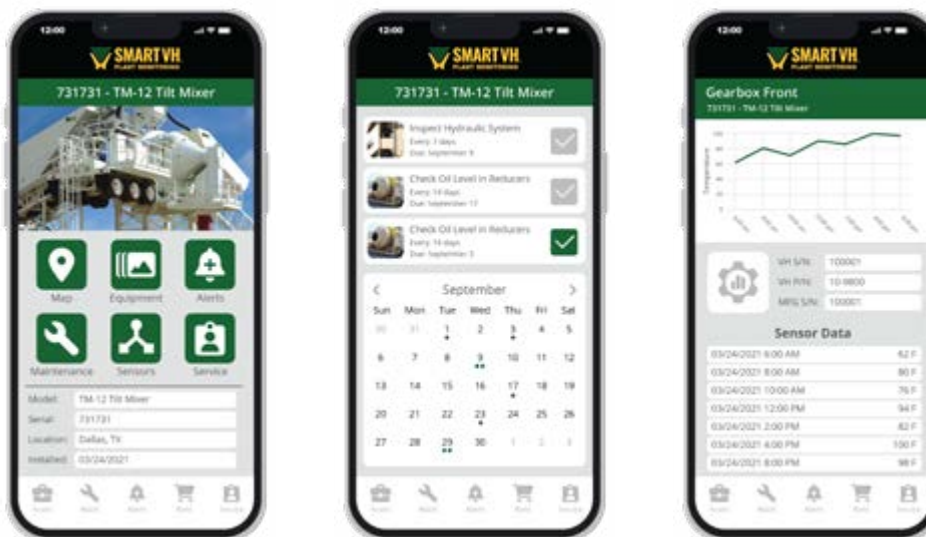 12:00
SMART VH
PLANT MONITORING
731731 - TM-12 Tilt Mixer
Map
Equipment
Alerts
Maintenance
Sensors
Service
Model: TM-12 Tilt Mixer
Serial: 731731
Location: Dallas, TX
Installed: 03/24/2021
12:00
SMART VH
PLANT MONITORING
731731 - TM-12 Tilt Mixer
Inspect Hydraulic System
Every: 7 days
Due: September 9
Check Oil Level in Reducers
Every: 14 days
Due: September 17
Check Oil Level in Reducers
Every: 14 days
Due: September 3
< September >
Sun Mon Tue Wed Thu Fri Sat
30 31 1 2 3 4 5
6 7 8 9 10 11 12
13 14 15 16 17 18 19
20 21 22 23 24 25 26
27 28 29 30 1 2 3
12:00
SMART VH
PLANT MONITORING
Gearbox Front
731731 - TM-12 Tilt Mixer
Temperature
VH S/N: 100001
VH P/N: 10-9800
MFG S/N: 100001
Sensor Data
03/24/2021 6:00 AM 62 F
03/24/2021 8:00 AM 80 F
03/24/2021 10:00 AM 76 F
03/24/2021 12:00 PM 94 F
03/24/2021 2:00 PM 82 F
03/24/2021 4:00 PM 100 F
03/24/2021 8:00 PM 98 F